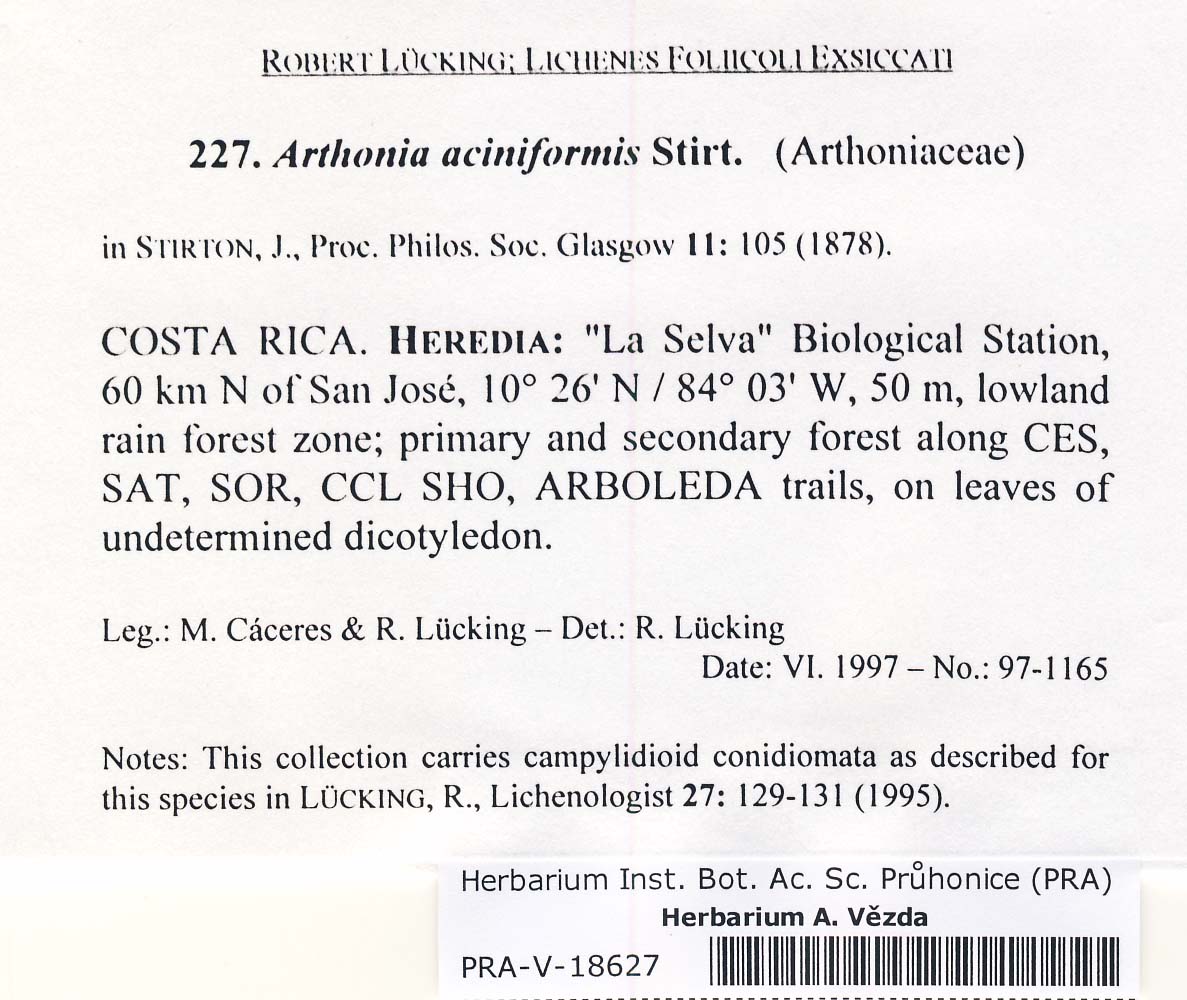 ROBERT LÜCKING; LICHENES FOLIICOLI EXSICCATI
227. Arthonia aciniformis Stirt. (Arthoniaceae)
in STIRTON, J., Proc. Philos. Soc. Glasgow 11: 105 (1878).
COSTA RICA. HEREDIA: "La Selva" Biological Station,
60 km N of San José, 10° 26' N / 84° 03' W, 50 m, lowland
rain forest zone; primary and secondary forest along CES,
SAT, SOR, CCL SHO, ARBOLEDA trails, on leaves of
undetermined dicotyledon.
Leg.: M. Cáceres & R. Lücking – Det.: R. Lücking
Date: VI. 1997 – No.: 97-1165
Notes: This collection carries campylidioid conidiomata as described for
this species in LÜCKING, R., Lichenologist 27: 129-131 (1995).
Herbarium Inst. Bot. Ac. Sc. Průhonice (PRA)
Herbarium A. Vězda
PRA-V-18627